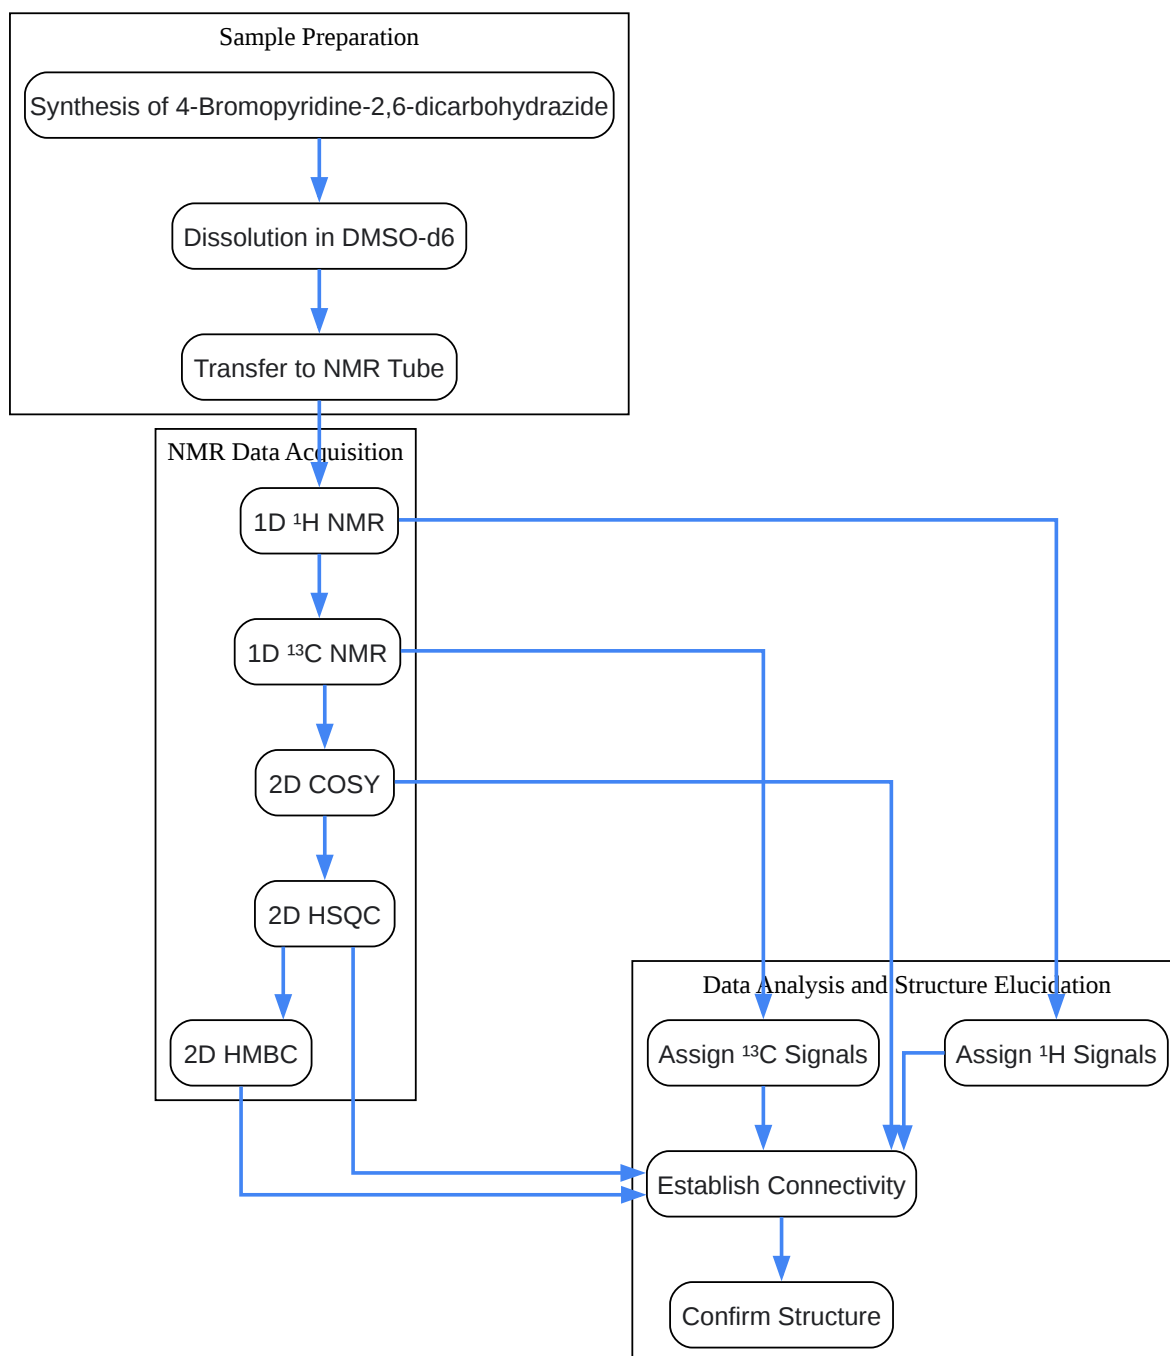 Sample Preparation
Synthesis of 4-Bromopyridine-2,6-dicarbohydrazide
Dissolution in DMSO-d6
Transfer to NMR Tube
NMR Data Acquisition
1D ¹H NMR
1D ¹³C NMR
2D COSY
2D HSQC
2D HMBC
Data Analysis and Structure Elucidation
Assign ¹³C Signals
Assign ¹H Signals
Establish Connectivity
Confirm Structure